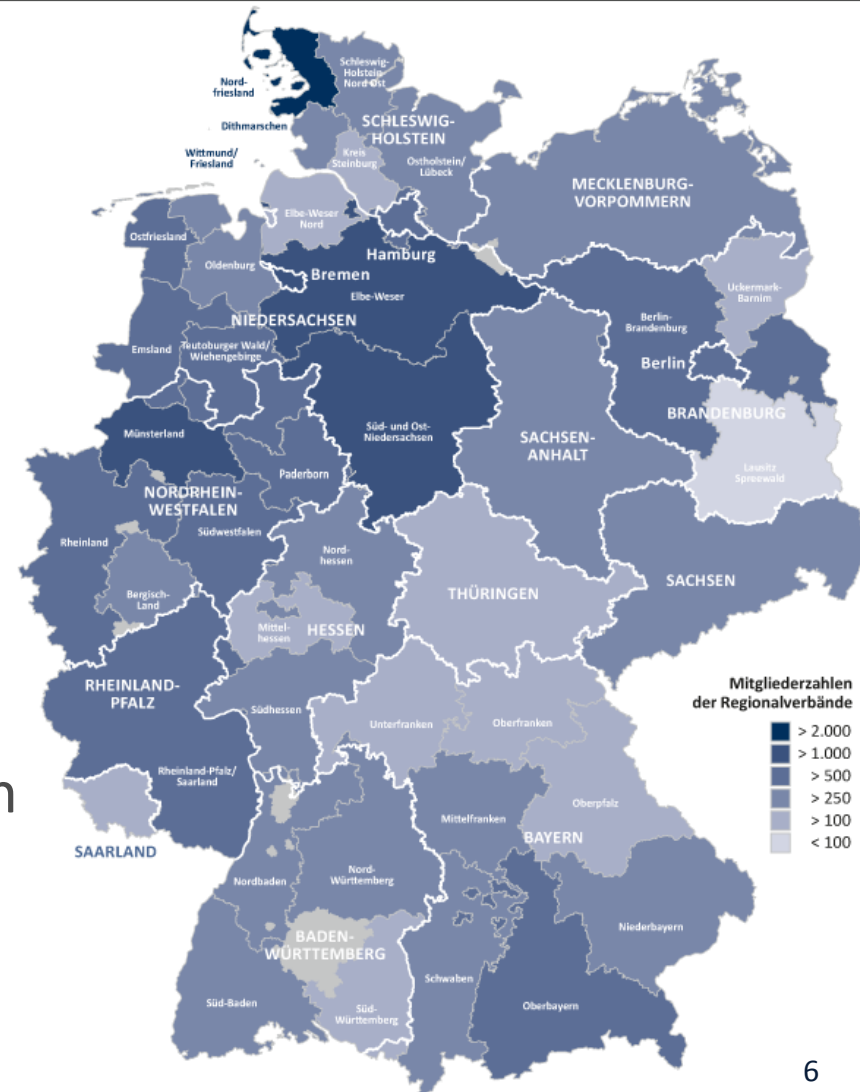 Nord-
friesland
Schleswig-
Holstein
Nord-Ost
Dithmarschen
SCHLESWIG-
HOLSTEIN
Wittmund/
Friesland
Kreis
Steinburg
Ostholstein/
Lübeck
MECKLENBURG-
VORPOMMERN
Elbe-Weser
Nord
Ostfriesland
Oldenburg
Hamburg
Bremen
Elbe-Weser
Uckermark-
Barnim
NIEDERSACHSEN
Berlin-
Brandenburg
Emsland
Teutoburger Wald/
Wiehengebirge
Berlin
BRANDENBURG
Münsterland
Süd- und Ost-
Niedersachsen
SACHSEN-
ANHALT
Lausitz
Spreewald
Paderborn
NORDRHEIN-
WESTFALEN
Südwestfalen
Rheinland
Nord-
hessen
Bergisch-
Land
THÜRINGEN
SACHSEN
Mittel-
hessen
HESSEN
RHEINLAND-
PFALZ
Südhessen
Unterfranken
Oberfranken
Mitgliederzahlen
der Regionalverbände
> 2.000
> 1.000
> 500
> 250
> 100
< 100
Rheinland-Pfalz/
Saarland
n
SAARLAND
Oberpfalz
Mittelfranken
BAYERN
Nordbaden
Nord-
Württemberg
Niederbayern
BADEN-
WÜRTTEMBERG
Schwaben
Süd-Baden
Süd-
Württemberg
Oberbayern
6